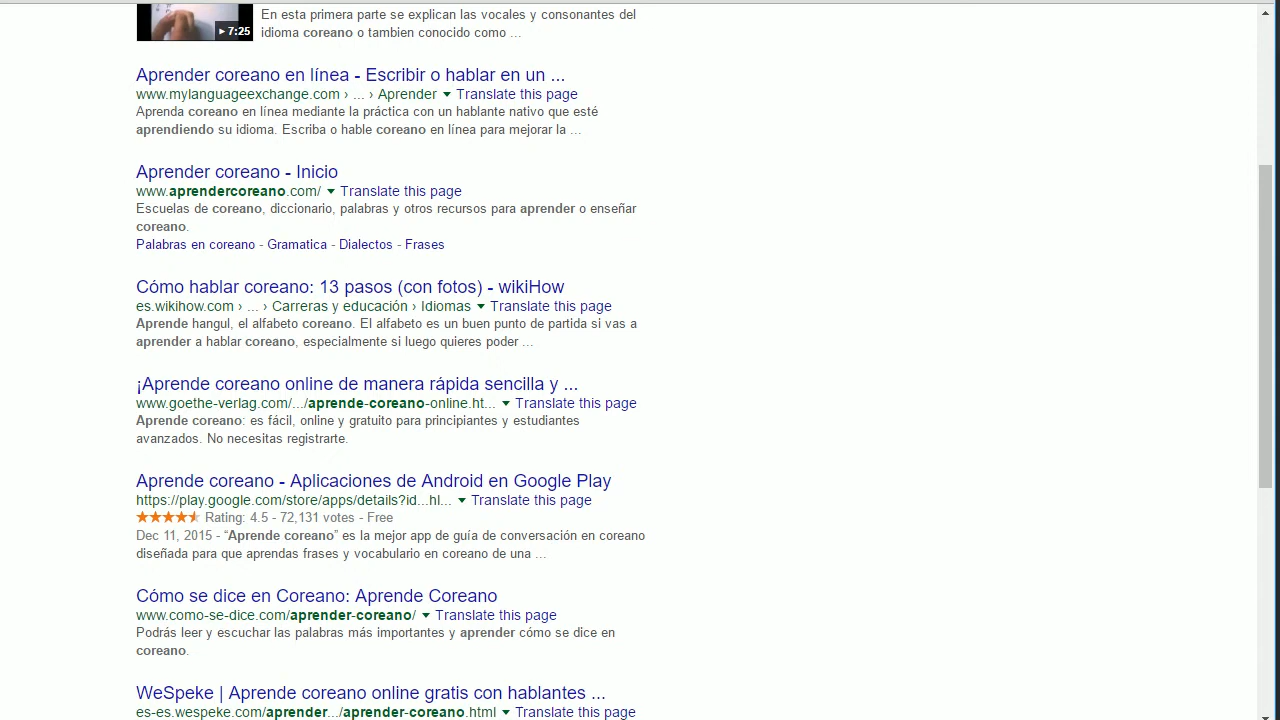 En esta primera parte se explican las vocales y consonantes del
▶ 7:25
idioma coreano o tambien conocido como ...
Aprender coreano en línea - Escribir o hablar en un ...
www.mylanguageexchange.com › ... › Aprender ▼ Translate this page
Aprenda coreano en línea mediante la práctica con un hablante nativo que esté
aprendiendo su idioma. Escriba o hable coreano en línea para mejorar la ...
Aprender coreano - Inicio
www.aprendercoreano.com/ ▼ Translate this page
Escuelas de coreano, diccionario, palabras y otros recursos para aprender o enseñar
coreano.
Palabras en coreano - Gramatica - Dialectos - Frases
Cómo hablar coreano: 13 pasos (con fotos) - wikiHow
es.wikihow.com › ... › Carreras y educación › Idiomas ▼ Translate this page
Aprende hangul, el alfabeto coreano. El alfabeto es un buen punto de partida si vas a
aprender a hablar coreano, especialmente si luego quieres poder ...
¡Aprende coreano online de manera rápida sencilla y ...
www.goethe-verlag.com/.../aprende-coreano-online.ht... ▼ Translate this page
Aprende coreano: es fácil, online y gratuito para principiantes y estudiantes
avanzados. No necesitas registrarte.
Aprende coreano - Aplicaciones de Android en Google Play
https://play.google.com/store/apps/details?id...hl... ▼ Translate this page
Rating: 4.5 - 72,131 votes - Free
Dec 11, 2015 - “Aprende coreano” es la mejor app de guía de conversación en coreano
diseñada para que aprendas frases y vocabulario en coreano de una ...
Cómo se dice en Coreano: Aprende Coreano
www.como-se-dice.com/aprender-coreano/ ▼ Translate this page
Podrás leer y escuchar las palabras más importantes y aprender cómo se dice en
coreano.
WeSpeke | Aprende coreano online gratis con hablantes ...
es-es.wespeke.com/aprender.../aprender-coreano.html ▼ Translate this page